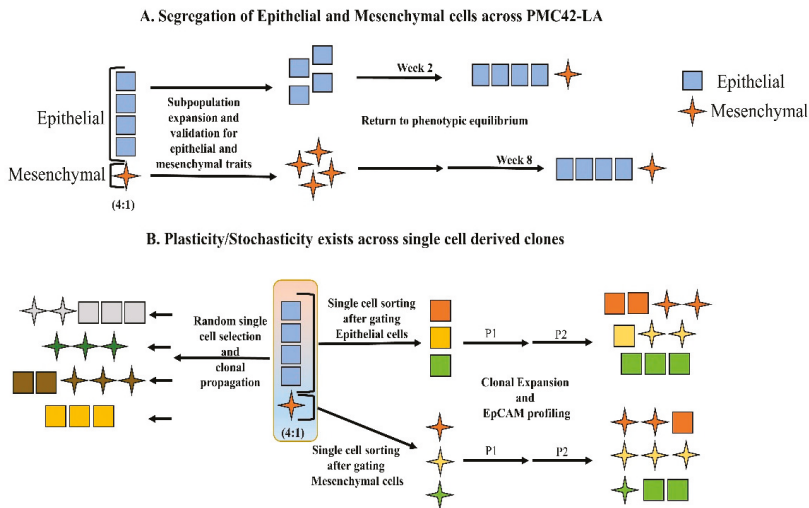 A. Segregation of Epithelial and Mesenchymal cells across PMC42-LA
Epithelial
Mesenchymal
(4:1)
Subpopulation
expansion and
validation for
epithelial and
mesenchymal traits
Week 2
Return to phenotypic equilibrium
Week 8
Epithelial
Mesenchymal
B. Plasticity/Stochasticity exists across single cell derived clones
Random single
cell selection
and
clonal
propagation
(4:1)
Single cell sorting
after gating
Epithelial cells
P1
P2
Clonal Expansion
and
EpCAM profiling
Single cell sorting
after gating
Mesenchymal cells
P1
P2